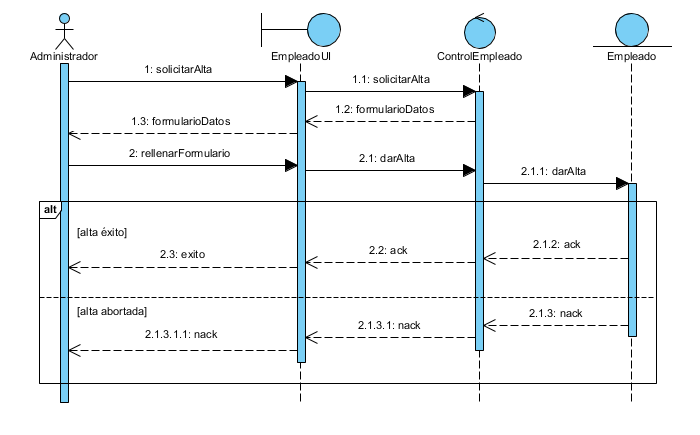 Administrador
EmpleadoUI
ControlEmpleado
Empleado
1: solicitarAlta
1.1: solicitarAlta
1.2: formularioDatos
1.3: formularioDatos
2: rellenarFormulario
2.1: darAlta
2.1.1: darAlta
alt
[alta éxito]
2.1.2: ack
2.2: ack
2.3: exito
[alta abortada]
2.1.3: nack
2.1.3.1: nack
2.1.3.1.1: nack